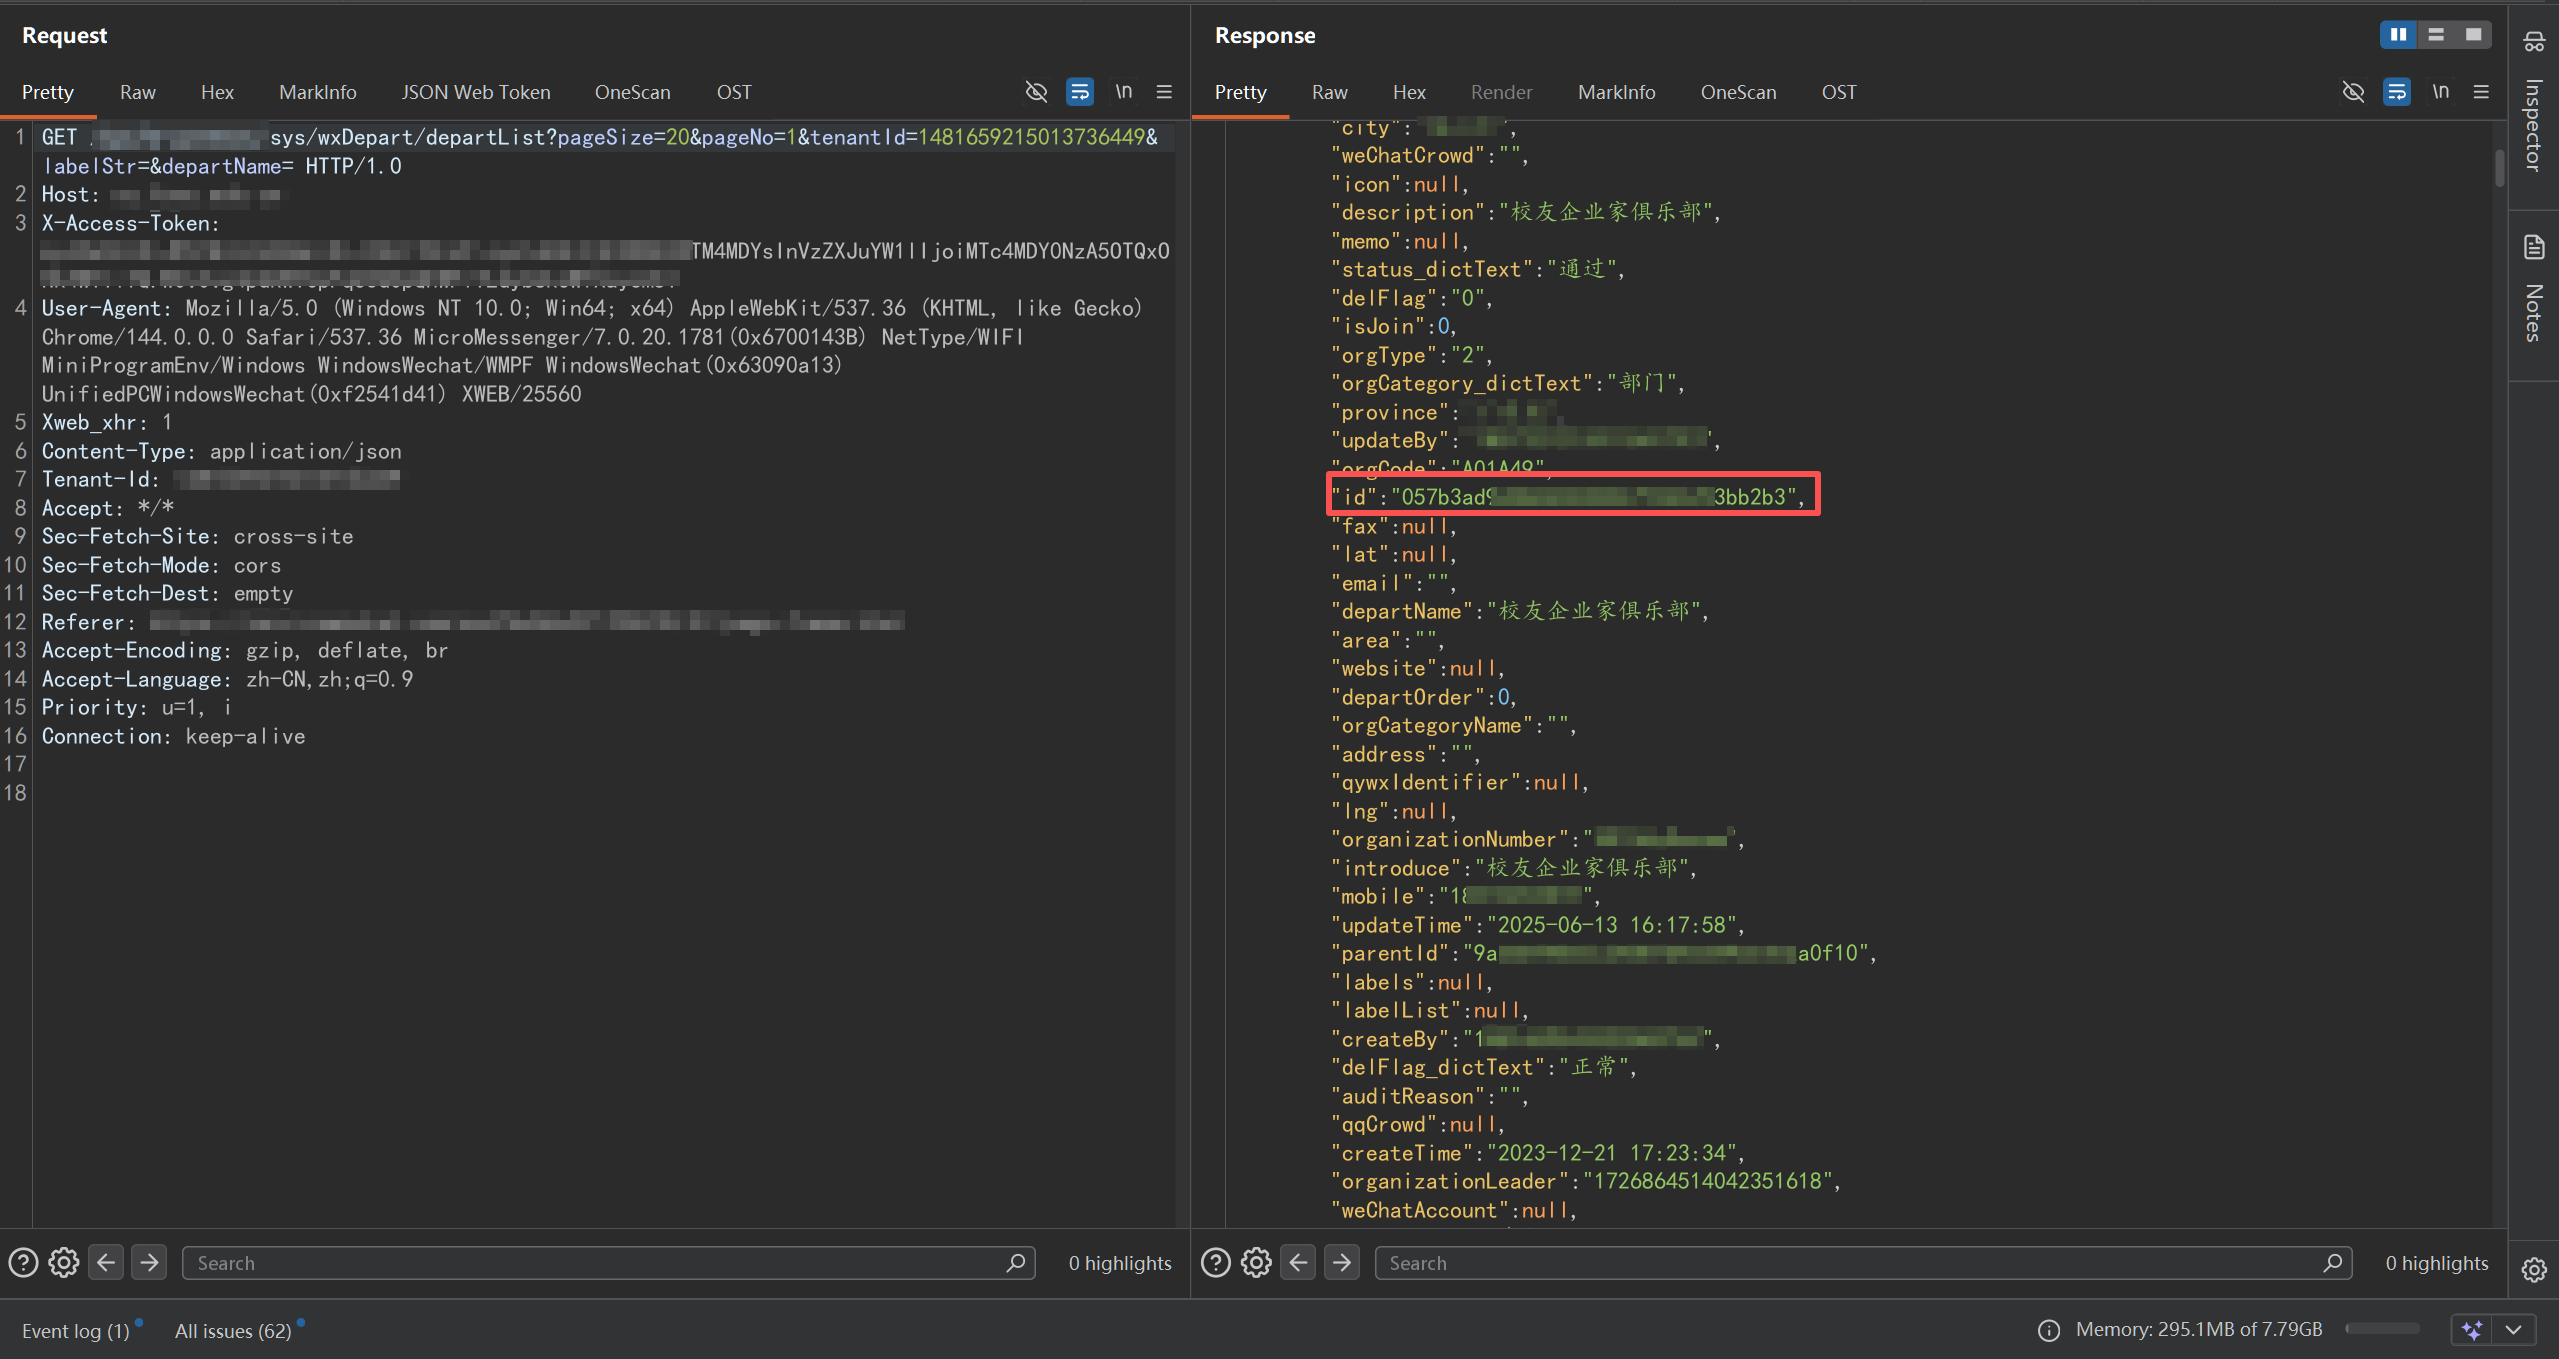 Request
Pretty Raw Hex MarkInfo JSON Web Token OneScan OST \n
1 GET / sys/wxDepart/departList?pageSize=20&pageNo=1&tenantId=1481659215013736449&
labelStr=&departName= HTTP/1.0
2 Host:
3 X-Access-Token:
TM4MDYsInVzZXJuYW1lIjoiMTc4MDY0NzA5OTQxO
4 User-Agent: Mozilla/5.0 (Windows NT 10.0; Win64; x64) AppleWebKit/537.36 (KHTML, like Gecko)
Chrome/144.0.0.0 Safari/537.36 MicroMessenger/7.0.20.1781(0x6700143B) NetType/WIFI
MiniProgramEnv/Windows WindowsWechat/WMPF WindowsWechat(0x63090a13)
UnifiedPCWindowsWechat(0xf2541d41) XWEB/25560
5 Xweb_xhr: 1
6 Content-Type: application/json
7 Tenant-Id:
8 Accept: */*
9 Sec-Fetch-Site: cross-site
10 Sec-Fetch-Mode: cors
11 Sec-Fetch-Dest: empty
12 Referer:
13 Accept-Encoding: gzip, deflate, br
14 Accept-Language: zh-CN,zh;q=0.9
15 Priority: u=1, i
16 Connection: keep-alive
17
18
Search 0 highlights
Response
Pretty Raw Hex Render MarkInfo OneScan OST \n
"city": ",
"weChatCrowd":"",
"icon":null,
"description":"校友企业家俱乐部",
"memo":null,
"status_dictText":"通过",
"delFlag":"0",
"isJoin":0,
"orgType":"2",
"orgCategory_dictText":"部门",
"province": ,
"updateBy": ",
"orgCode":"A01A49",
"id":"057b3ad9 3bb2b3",
"fax":null,
"lat":null,
"email":"",
"departName":"校友企业家俱乐部",
"area":"",
"website":null,
"departOrder":0,
"orgCategoryName":"",
"address":"",
"qywxIdentifier":null,
"lng":null,
"organizationNumber":" ",
"introduce":"校友企业家俱乐部",
"mobile":"18 ",
"updateTime":"2025-06-13 16:17:58",
"parentId":"9a a0f10",
"labels":null,
"labelList":null,
"createBy":"1 ",
"delFlag_dictText":"正常",
"auditReason":"",
"qqCrowd":null,
"createTime":"2023-12-21 17:23:34",
"organizationLeader":"1726864514042351618",
"weChatAccount":null,
Search 0 highlights
Inspector
Notes
Event log (1) All issues (62) Memory: 295.1MB of 7.79GB